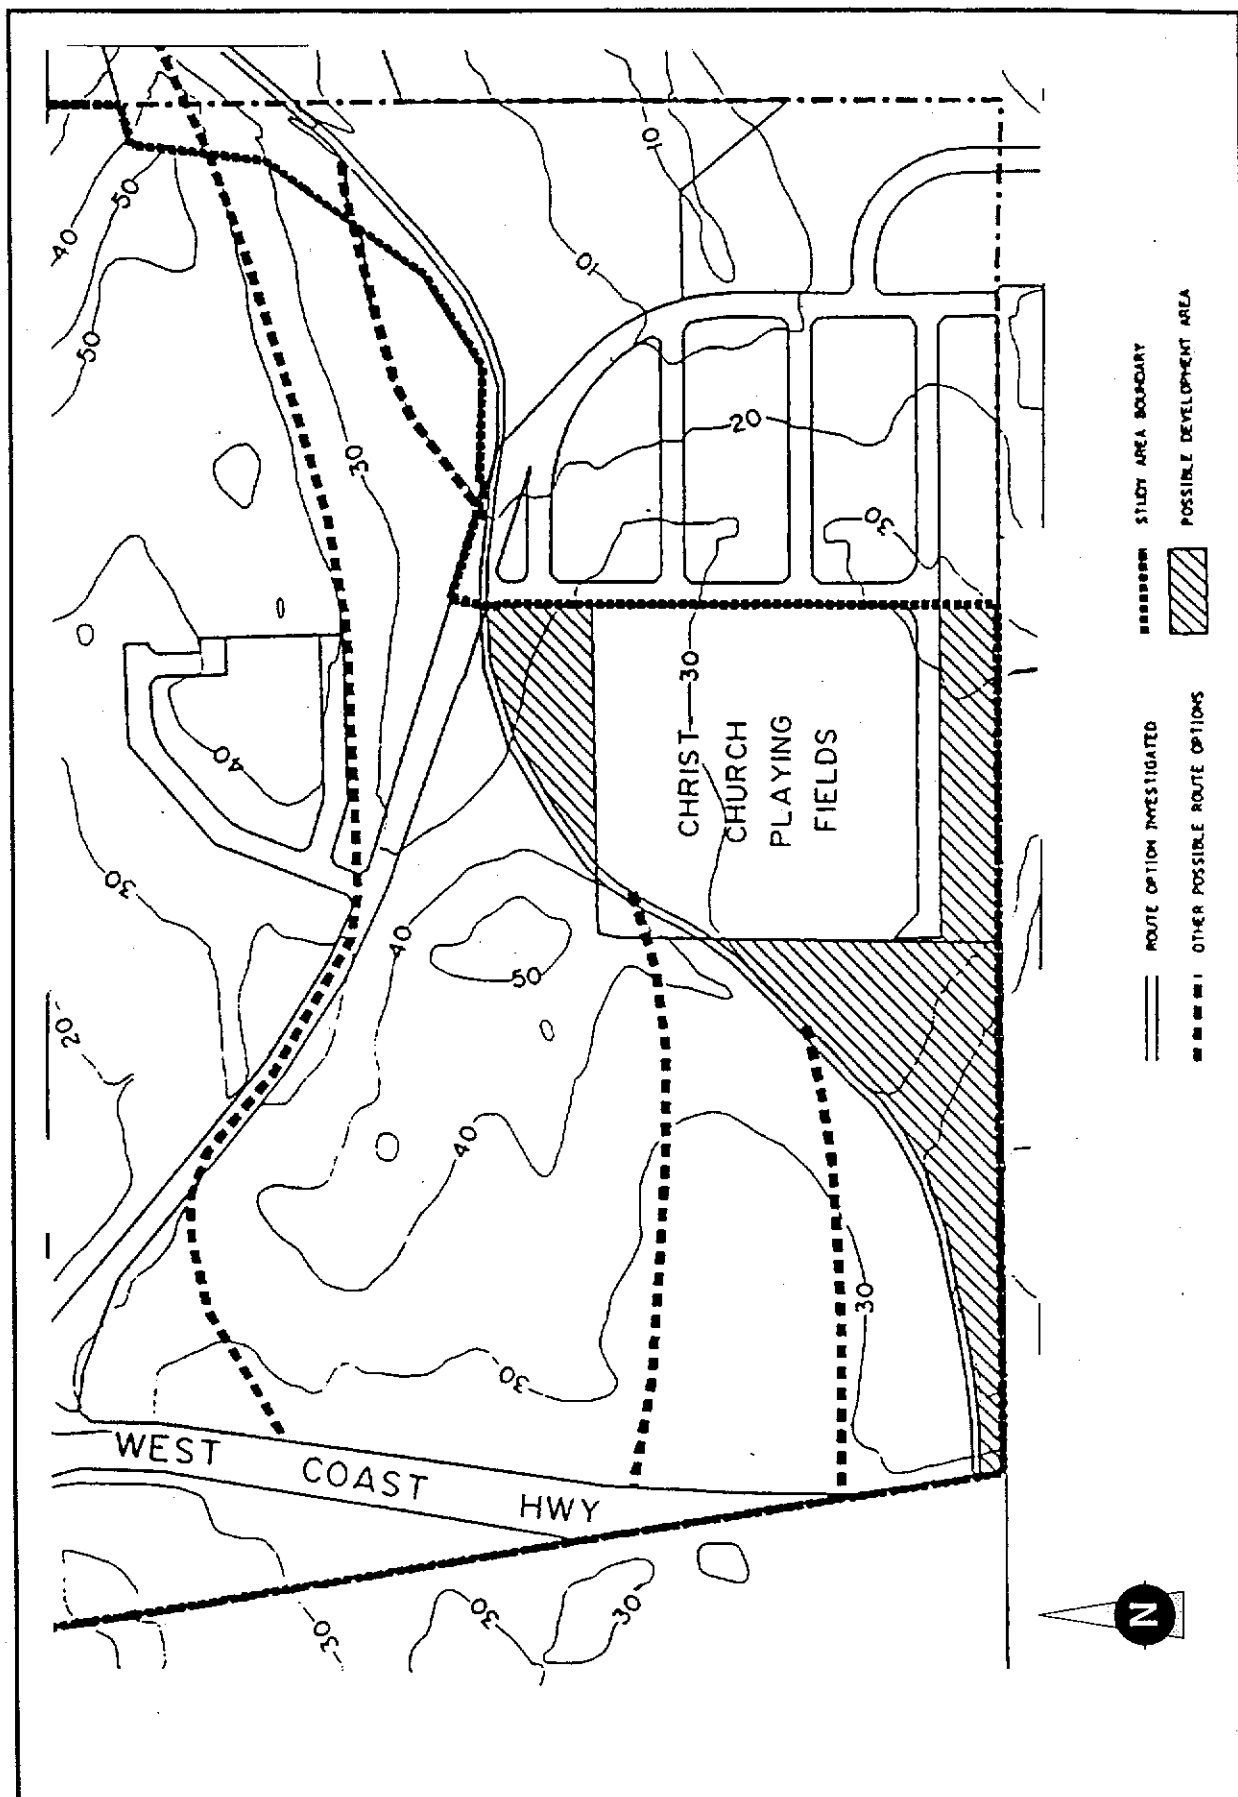 40
50
50
10
10
30
20
30
40
30
CHRIST
CHURCH
PLAYING
FIELDS
30
20
40
50
40
30
30
WEST COAST HWY
30
30
30
30
STUDY AREA BOUNDARY
POSSIBLE DEVELOPMENT AREA
ROUTE OPTION INVESTIGATED
OTHER POSSIBLE ROUTE OPTIONS
N